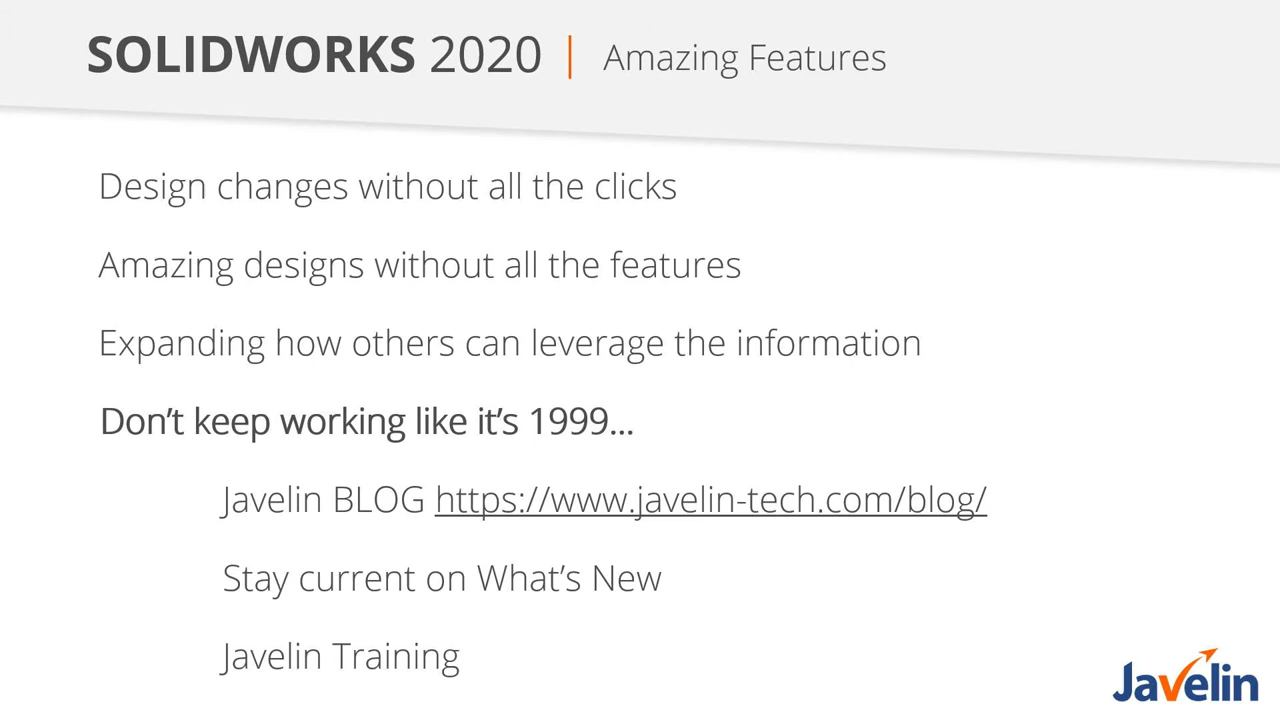 SOLIDWORKS 2020 | Amazing Features
Design changes without all the clicks
Amazing designs without all the features
Expanding how others can leverage the information
Don’t keep working like it’s 1999...
Javelin BLOG https://www.javelin-tech.com/blog/
Stay current on What’s New
Javelin Training
Javelin